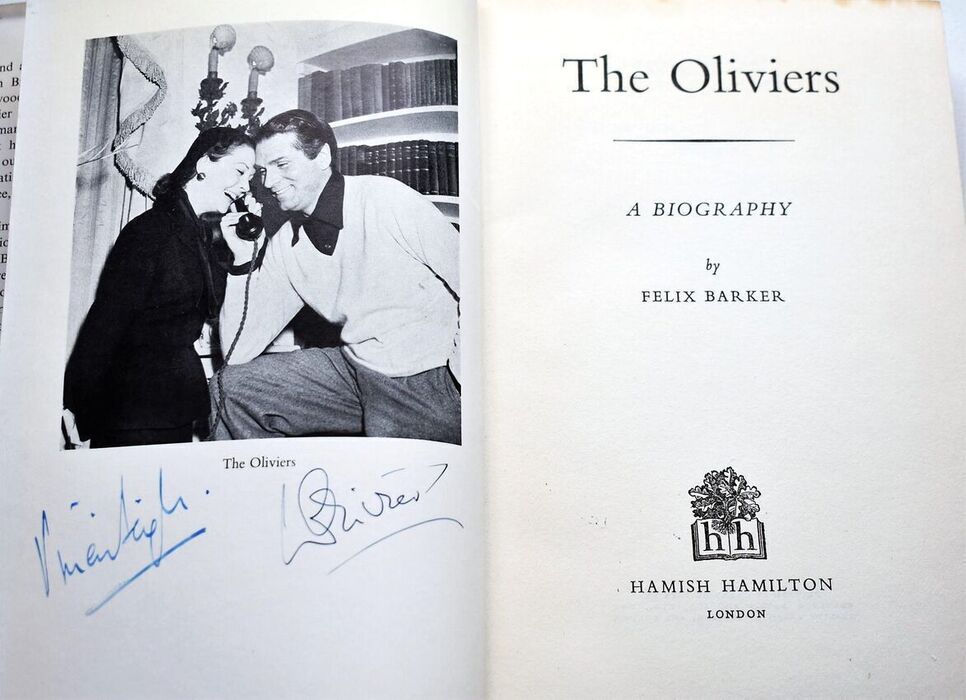 The Oliviers
Vivien Leigh.
L Olivier
The Oliviers
A BIOGRAPHY
by
FELIX BARKER
hh
HAMISH HAMILTON
LONDON